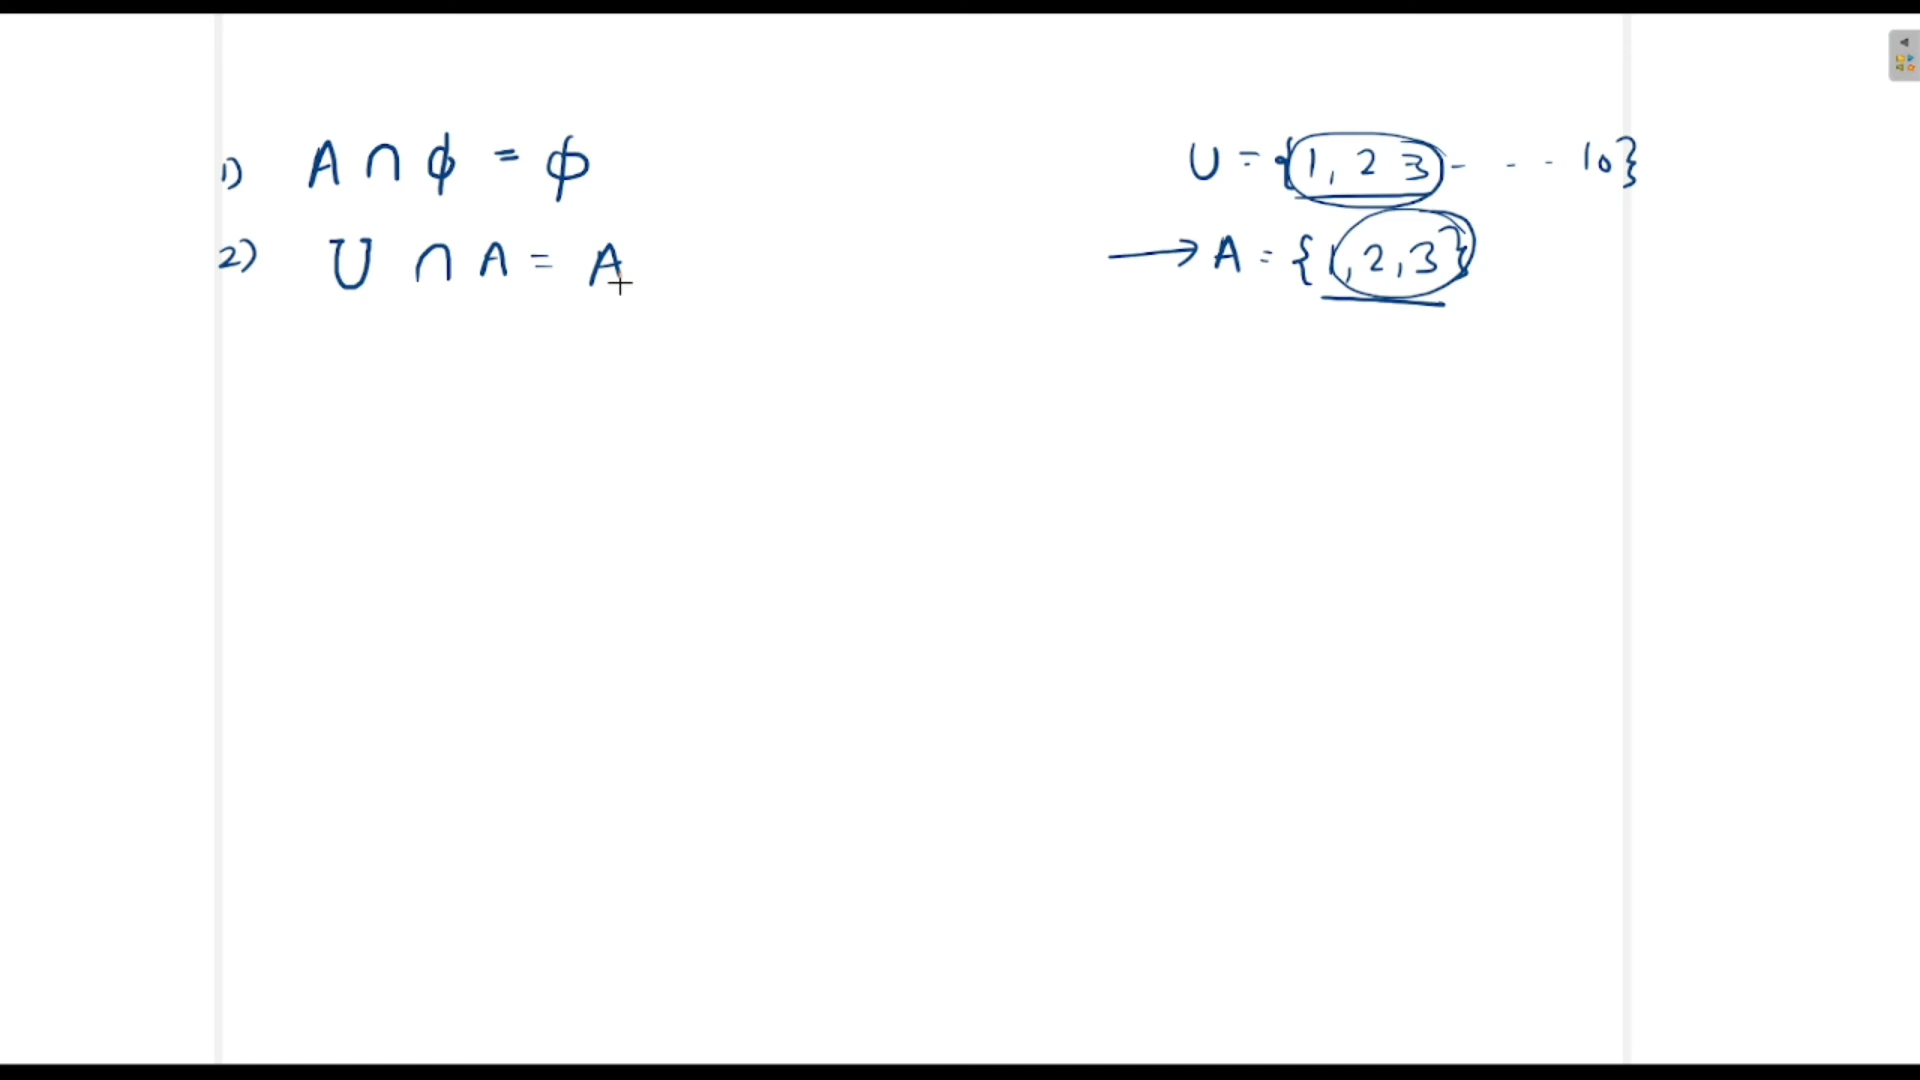 1) A ∩ ϕ = ϕ
2) U ∩ A = A
U = {1, 2 3 - - - 10}
→ A = {1, 2, 3}